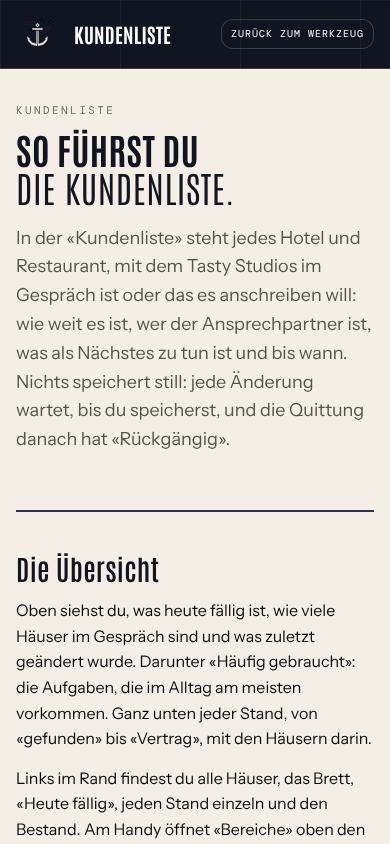 KUNDENLISTE
ZURÜCK ZUM WERKZEUG
KUNDENLISTE
SO FÜHRST DU
DIE KUNDENLISTE.
In der «Kundenliste» steht jedes Hotel und
Restaurant, mit dem Tasty Studios im
Gespräch ist oder das es anschreiben will:
wie weit es ist, wer der Ansprechpartner ist,
was als Nächstes zu tun ist und bis wann.
Nichts speichert still: jede Änderung
wartet, bis du speicherst, und die Quittung
danach hat «Rückgängig».
Die Übersicht
Oben siehst du, was heute fällig ist, wie viele
Häuser im Gespräch sind und was zuletzt
geändert wurde. Darunter «Häufig gebraucht»:
die Aufgaben, die im Alltag am meisten
vorkommen. Ganz unten jeder Stand, von
«gefunden» bis «Vertrag», mit den Häusern darin.
Links im Rand findest du alle Häuser, das Brett,
«Heute fällig», jeden Stand einzeln und den
Bestand. Am Handy öffnet «Bereiche» oben den